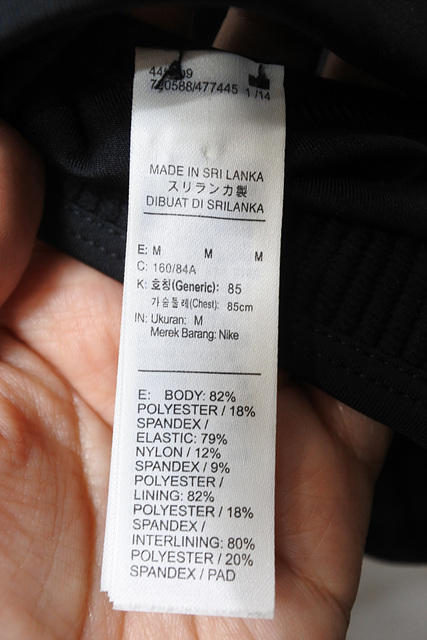 720588/477445 1/14
MADE IN SRI LANKA
スリランカ製
DIBUAT DI SRILANKA
E: M M M
C: 160/84A
K: 호칭(Generic): 85
가슴둘레(Chest): 85cm
IN: Ukuran: M
Merek Barang: Nike
E: BODY: 82%
POLYESTER / 18%
SPANDEX /
ELASTIC: 79%
NYLON / 12%
SPANDEX / 9%
POLYESTER /
LINING: 82%
POLYESTER / 18%
SPANDEX /
INTERLINING: 80%
POLYESTER / 20%
SPANDEX / PAD